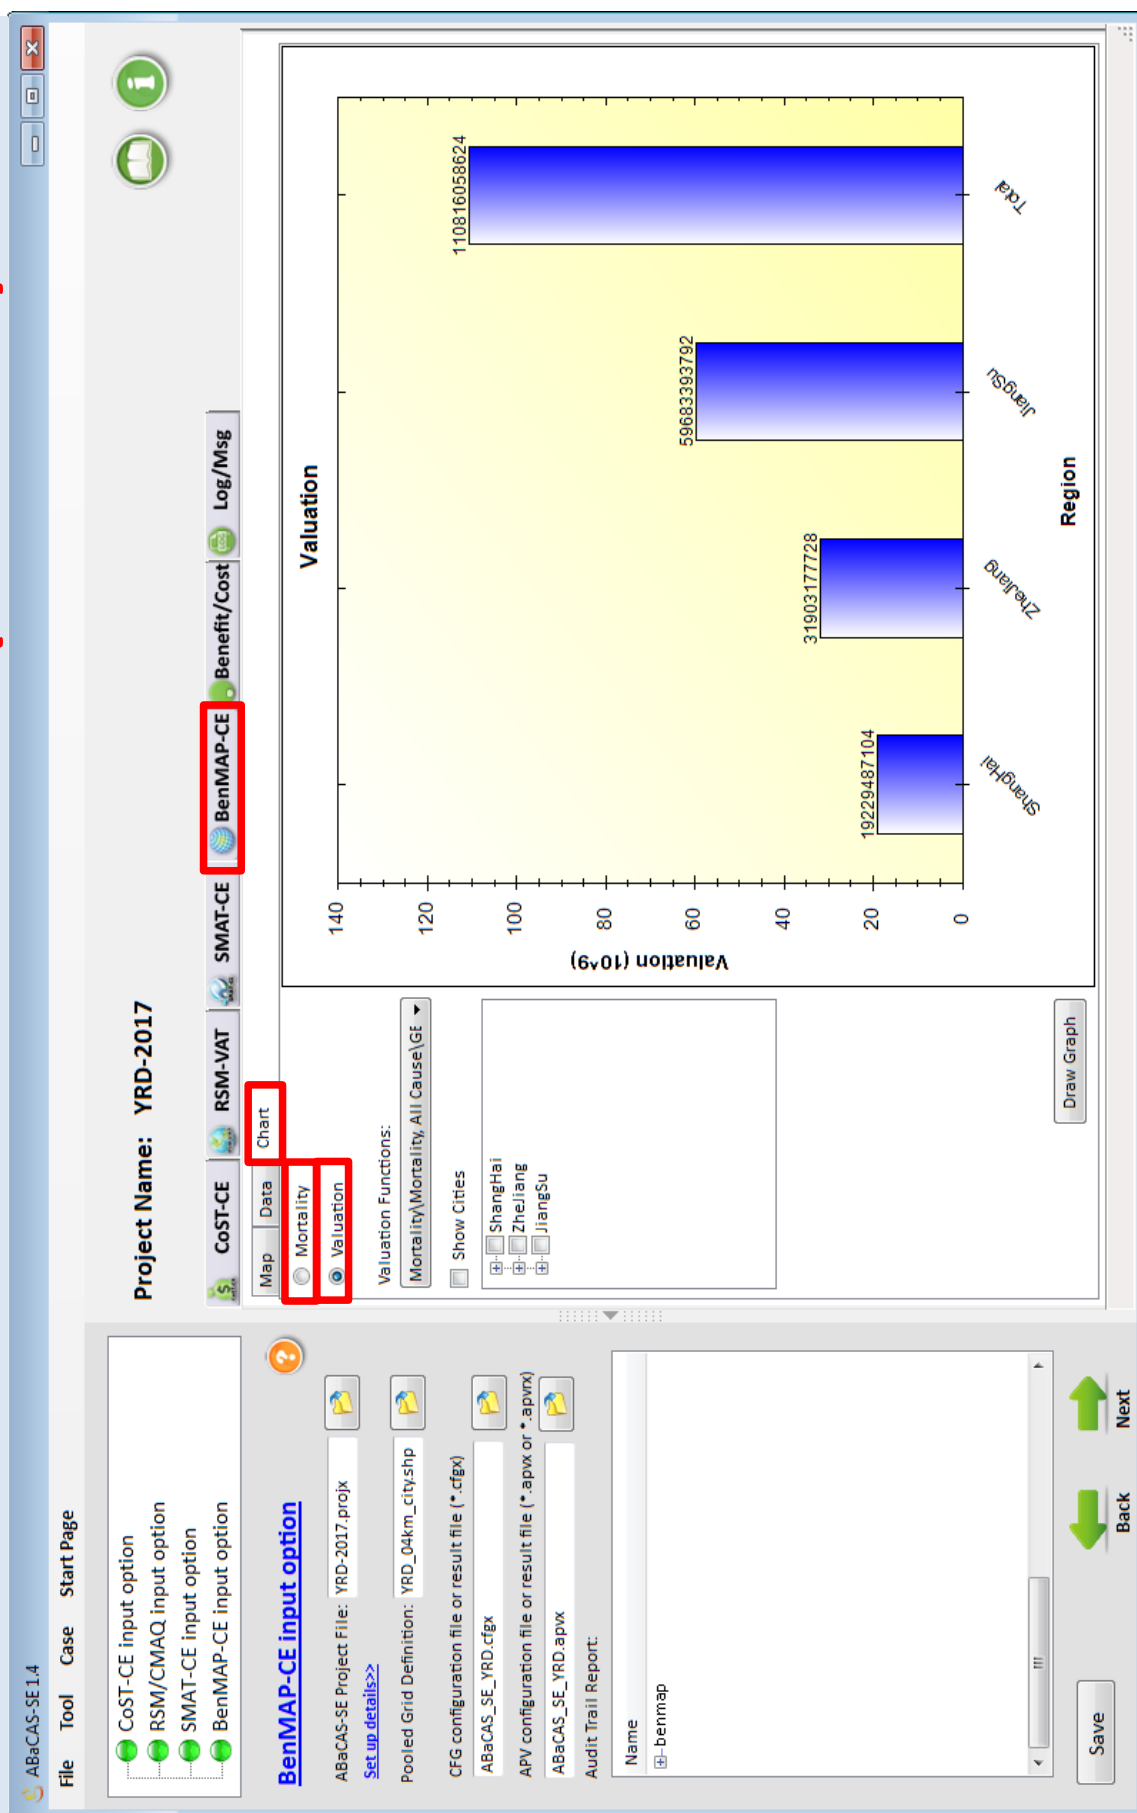 ABaCAS-SE 1.4
File Tool Case Start Page
CoST-CE input option
RSM/CMAQ input option
SMAT-CE input option
BenMAP-CE input option
BenMAP-CE input option
ABaCAS-SE Project File: YRD-2017.projx
Set up details>>
Pooled Grid Definition: YRD_04km_city.shp
CFG configuration file or result file (*.cfgx)
ABaCAS_SE_YRD.cfgx
APV configuration file or result file (*.apvx or *.apvrx)
ABaCAS_SE_YRD.apvx
Audit Trail Report:
Name
benmap
Save
Back
Next
Project Name: YRD-2017
CoST-CE RSM-VAT SMAT-CE BenMAP-CE Benefit/Cost Log/Msg
Map Data Chart
Mortality
Valuation
Valuation Functions:
Mortality\Mortality, All Cause\GE
Show Cities
ShangHai
ZheJiang
JiangSu
Draw Graph
Valuation
Valuation (10^9)
140
120
100
80
60
40
20
0
19229487104
31903177728
59683393792
110816058624
ShangHai
ZheJiang
JiangSu
Total
Region